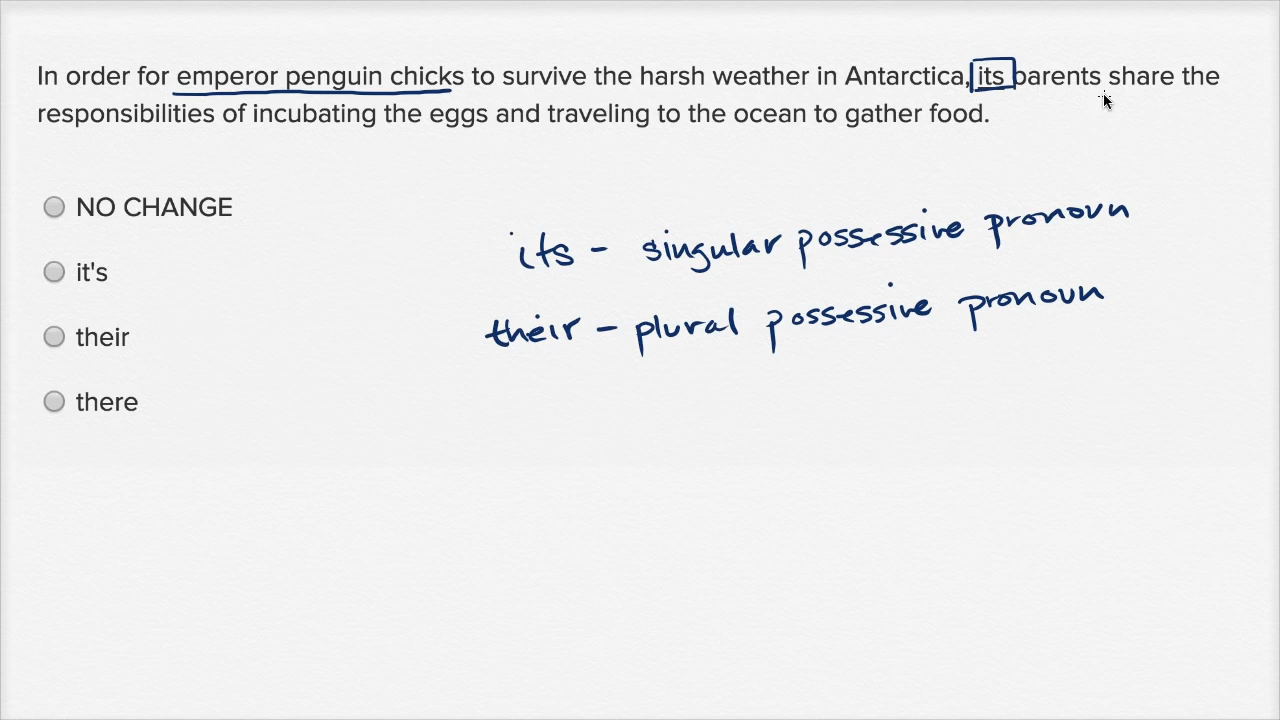 In order for emperor penguin chicks to survive the harsh weather in Antarctica, its parents share the
responsibilities of incubating the eggs and traveling to the ocean to gather food.
NO CHANGE
its - singular possessive pronoun
it's
their - plural possessive pronoun
their
there